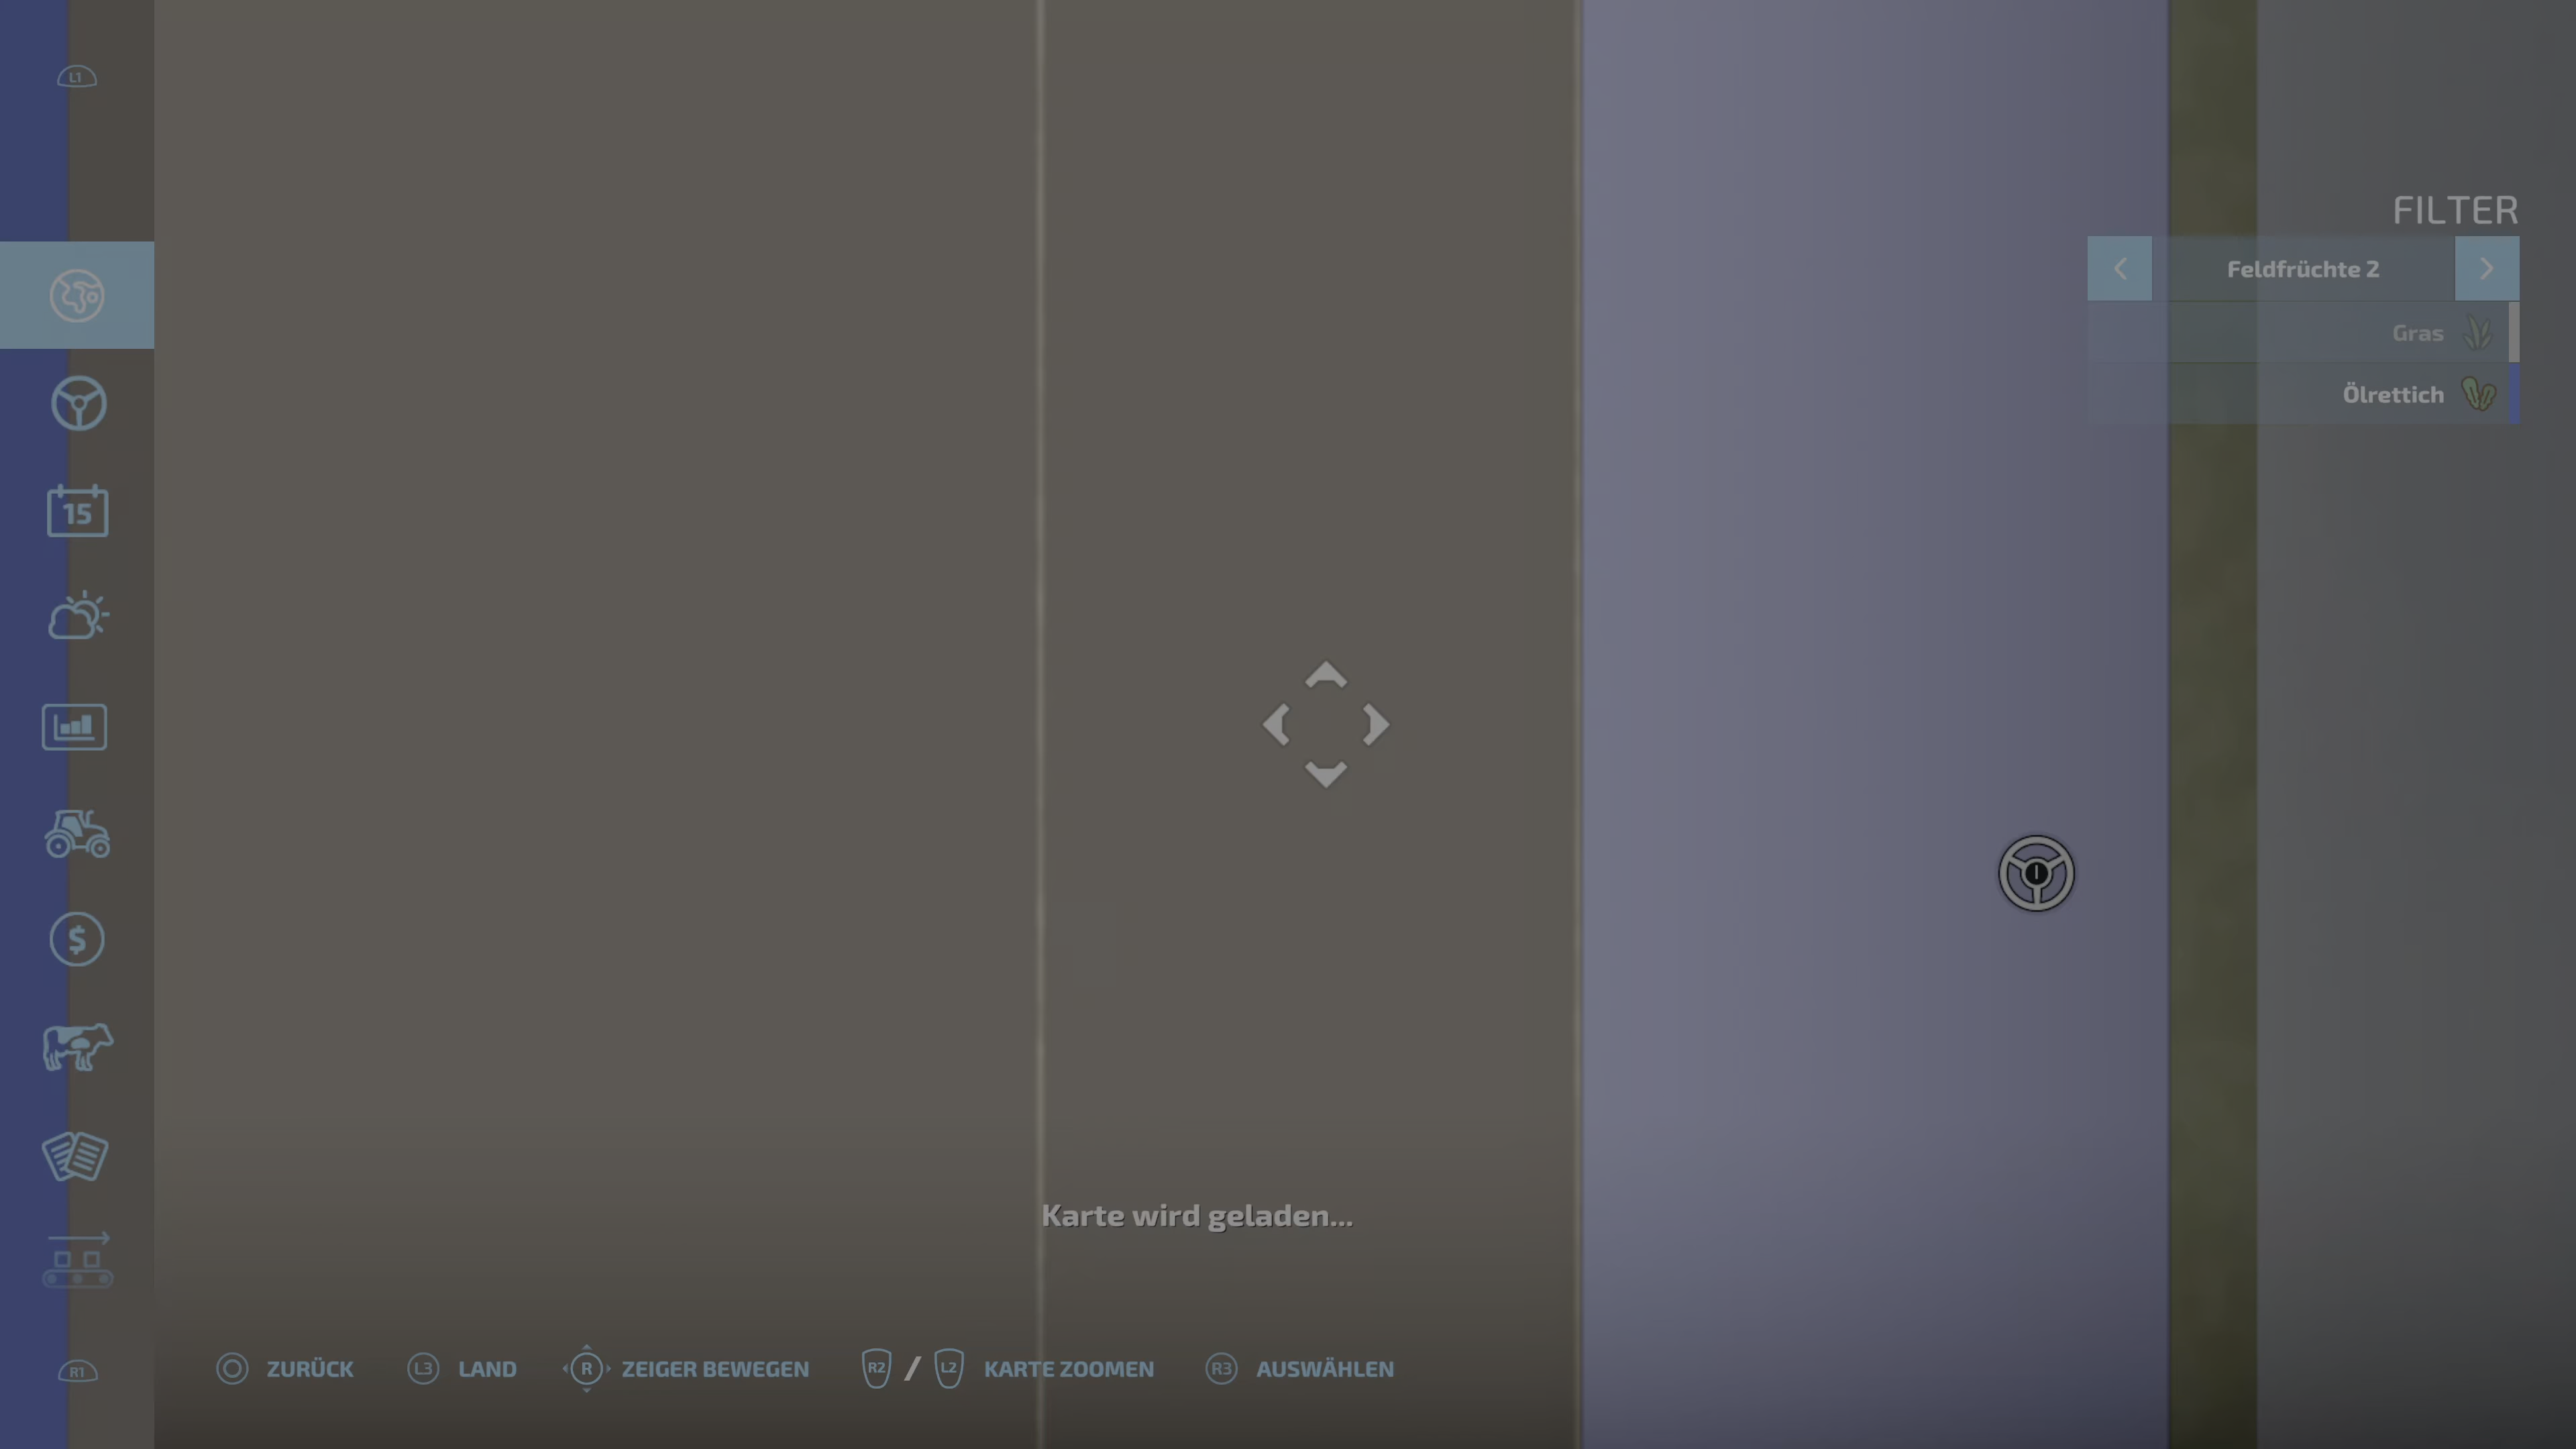 L1
FILTER
Feldfrüchte 2
Gras
Ölrettich
15
$
Karte wird geladen...
ZURÜCK
L3 LAND
R ZEIGER BEWEGEN
R2 / L2 KARTE ZOOMEN
R3 AUSWÄHLEN
R1